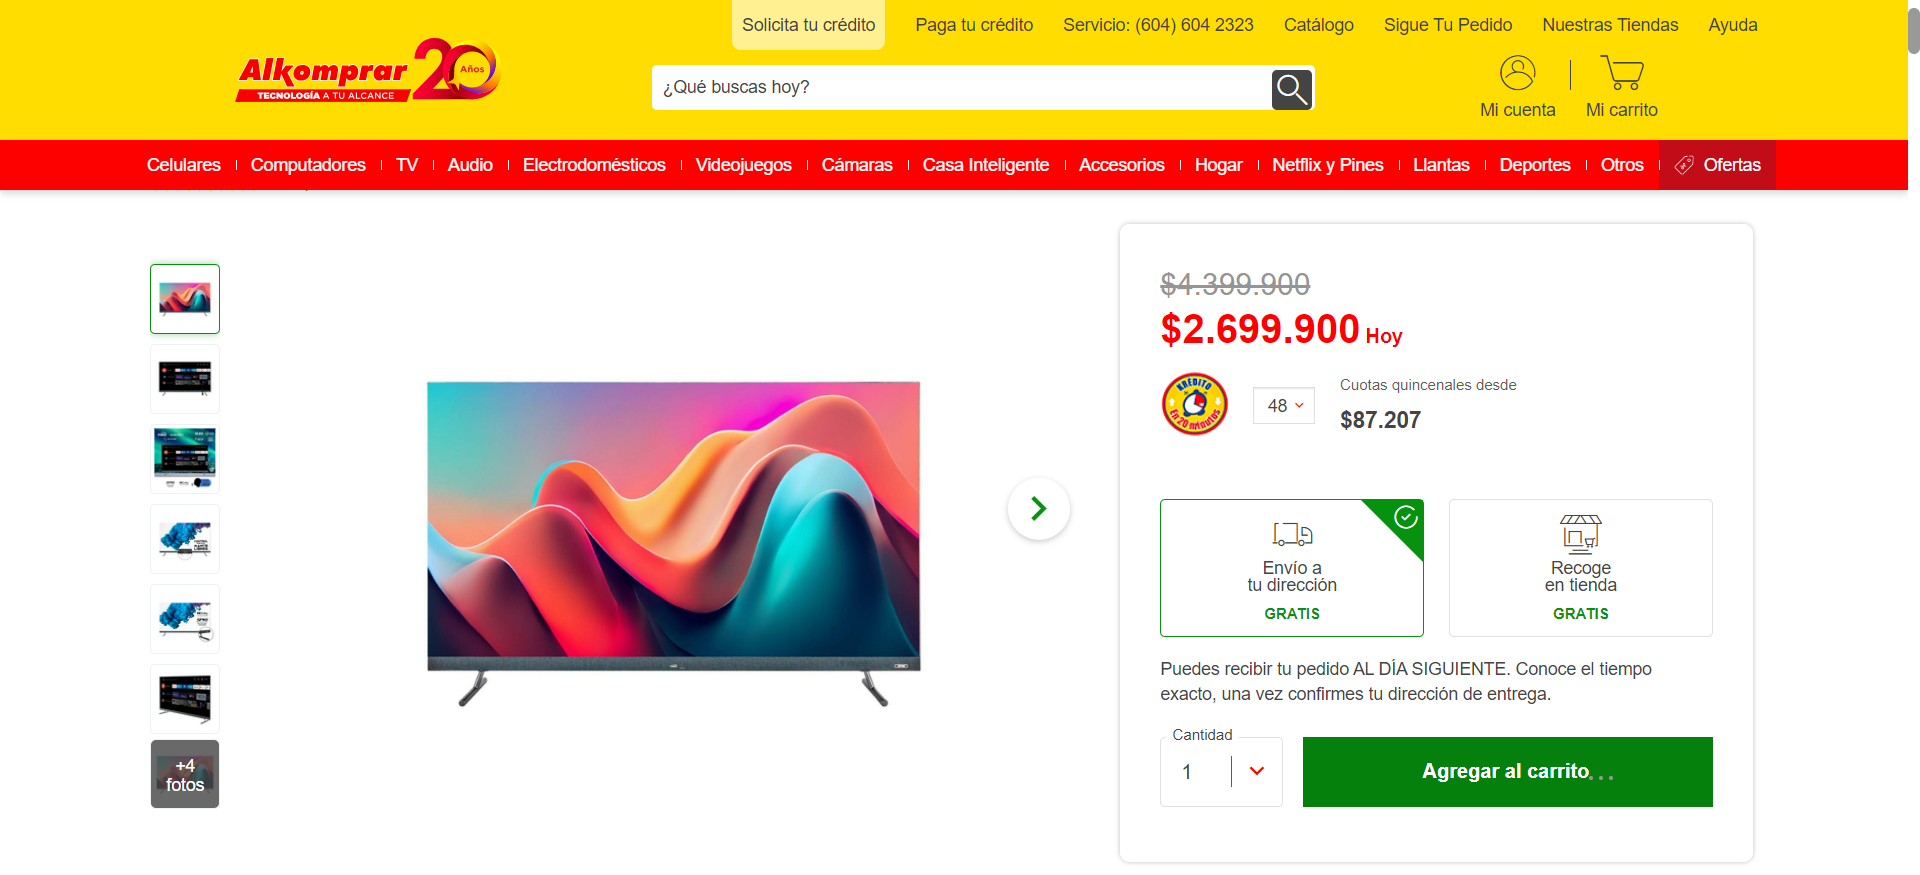 Solicita tu crédito
Paga tu crédito
Servicio: (604) 604 2323
Catálogo
Sigue Tu Pedido
Nuestras Tiendas
Ayuda
Alkomprar
TECNOLOGÍA A TU ALCANCE
20
Años
¿Qué buscas hoy?
Mi cuenta
Mi carrito
Celulares
Computadores
TV
Audio
Electrodomésticos
Videojuegos
Cámaras
Casa Inteligente
Accesorios
Hogar
Netflix y Pines
Llantas
Deportes
Otros
Ofertas
+4
fotos
$4.399.900
$2.699.900 Hoy
KREDITO
En 20 minutos
48
Cuotas quincenales desde
$87.207
Envío a
tu dirección
GRATIS
Recoge
en tienda
GRATIS
Puedes recibir tu pedido AL DÍA SIGUIENTE. Conoce el tiempo
exacto, una vez confirmes tu dirección de entrega.
Cantidad
1
Agregar al carrito...